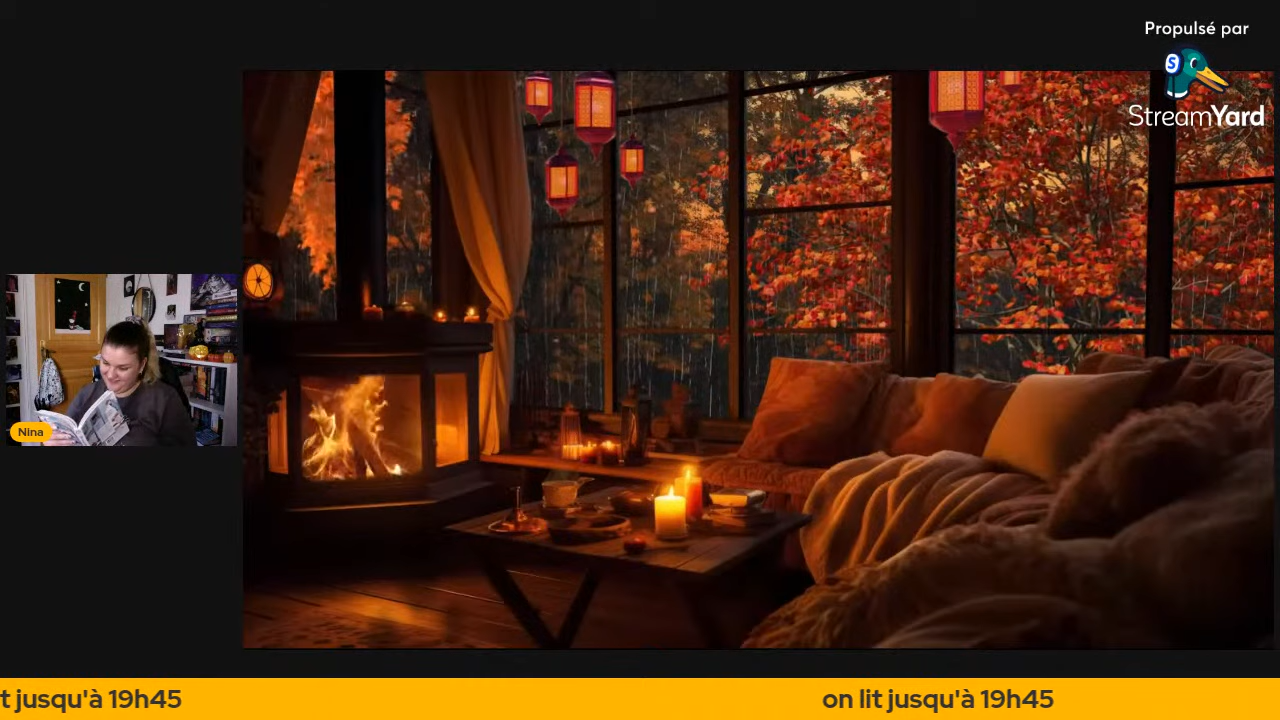 Propulsé par
StreamYard
Nina
t jusqu'à 19h45
on lit jusqu'à 19h45